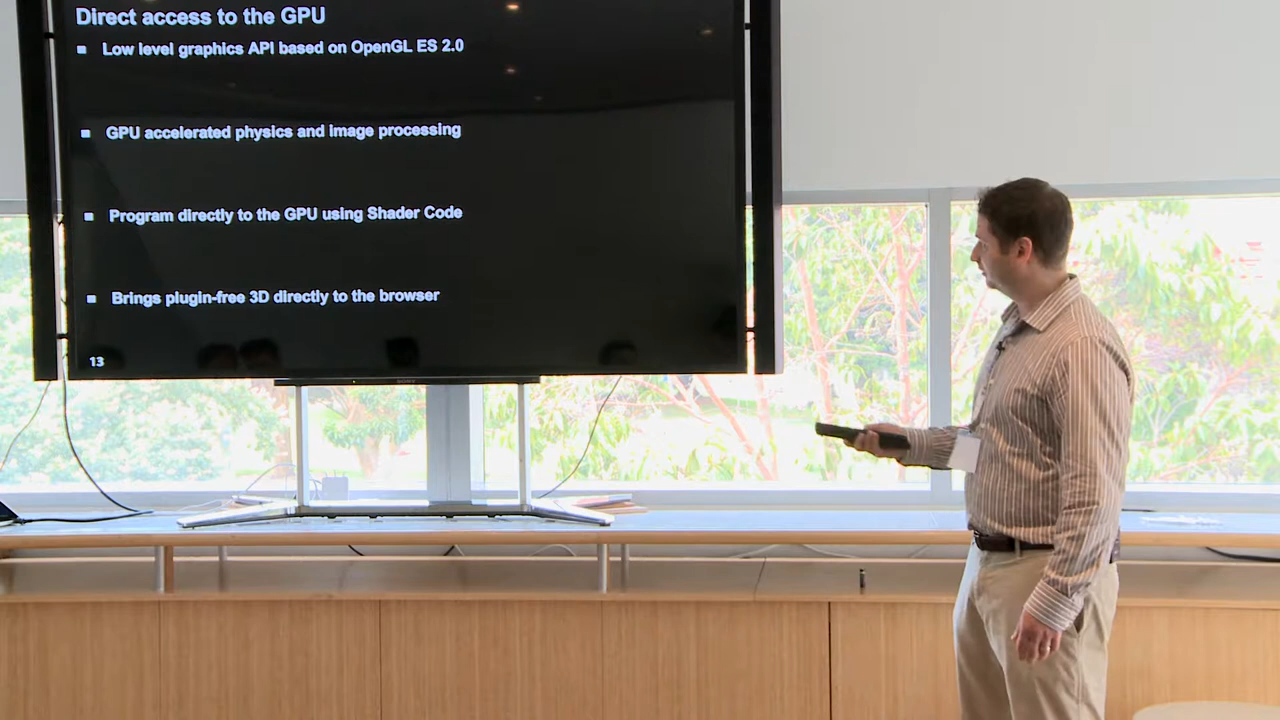 Direct access to the GPU
▪ Low level graphics API based on OpenGL ES 2.0
▪ GPU accelerated physics and image processing
▪ Program directly to the GPU using Shader Code
▪ Brings plugin-free 3D directly to the browser
13
SONY